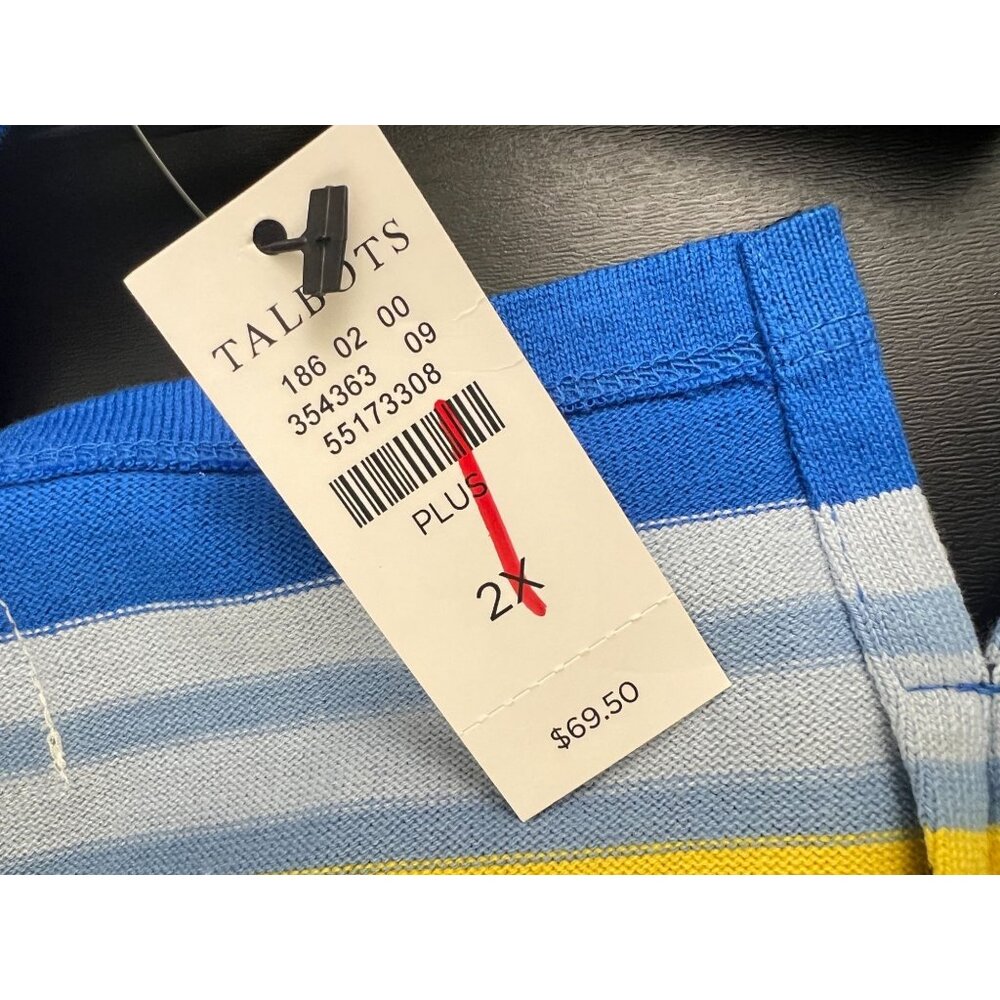 TALBOTS
186 02 00
354363 09
55173308
PLUS
2X
$69.50